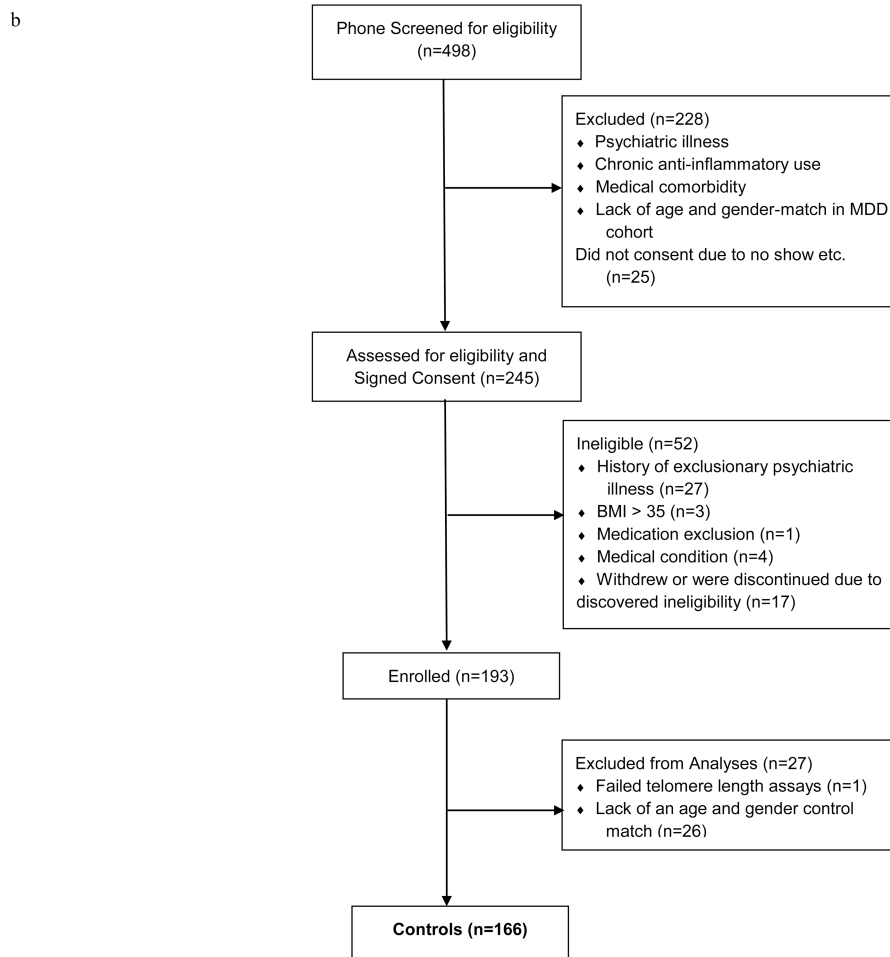 b
Phone Screened for eligibility
(n=498)
Excluded (n=228)
♦ Psychiatric illness
♦ Chronic anti-inflammatory use
♦ Medical comorbidity
♦ Lack of age and gender-match in MDD
cohort
Did not consent due to no show etc.
(n=25)
Assessed for eligibility and
Signed Consent (n=245)
Ineligible (n=52)
♦ History of exclusionary psychiatric
illness (n=27)
♦ BMI > 35 (n=3)
♦ Medication exclusion (n=1)
♦ Medical condition (n=4)
♦ Withdrew or were discontinued due to
discovered ineligibility (n=17)
Enrolled (n=193)
Excluded from Analyses (n=27)
♦ Failed telomere length assays (n=1)
♦ Lack of an age and gender control
match (n=26)
Controls (n=166)